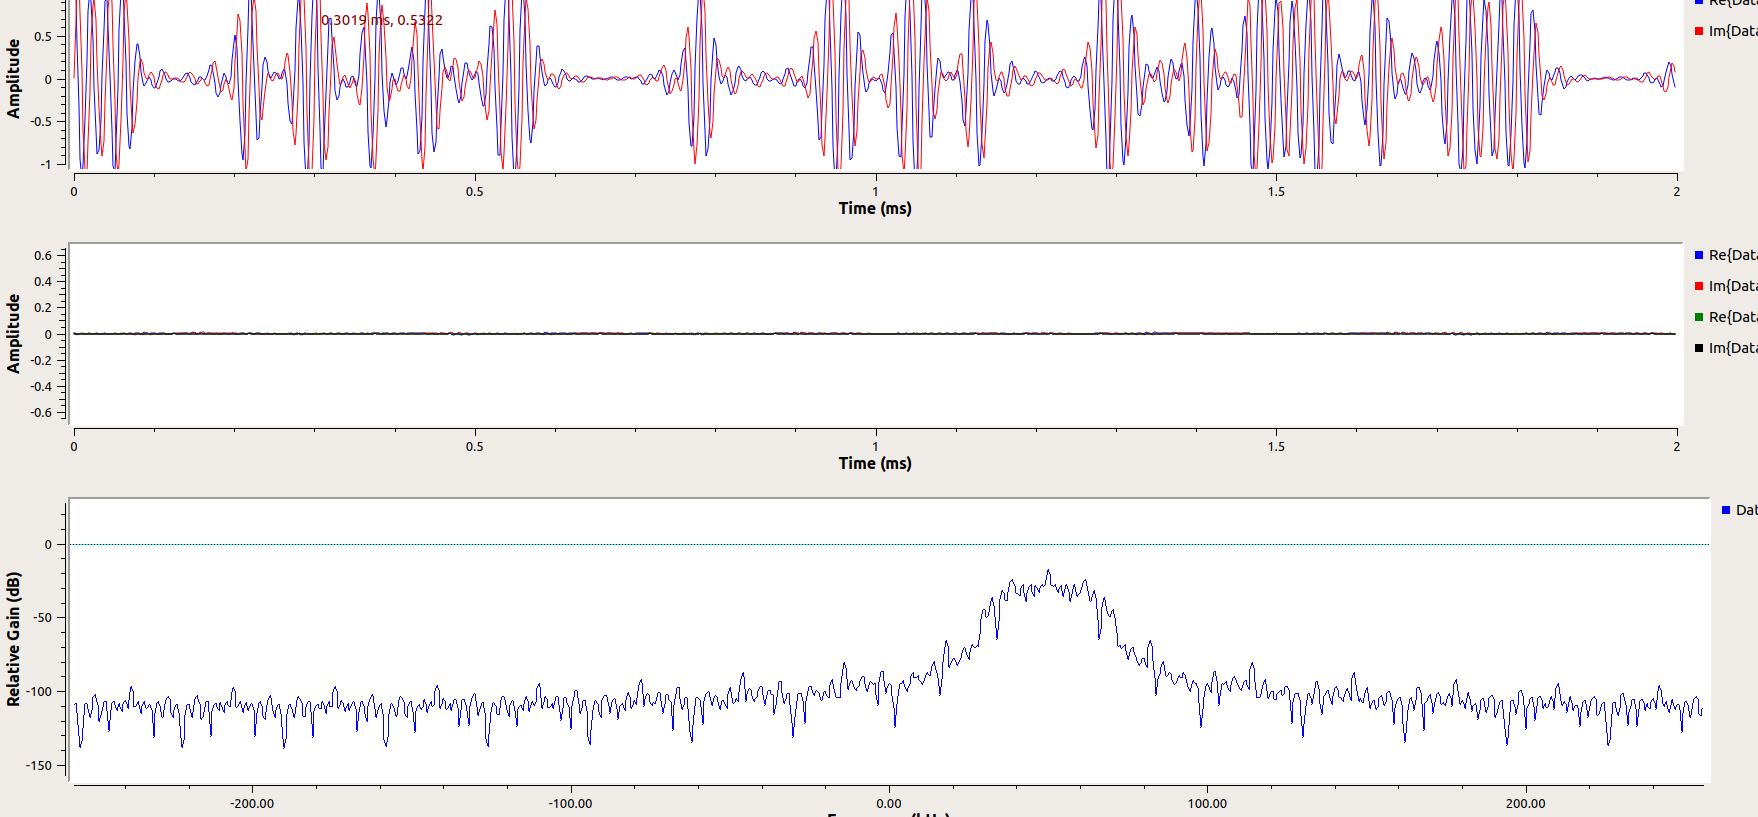 Re{Data
0.3019 ms, 0.5322
Im{Data
Amplitude
0.5
0
-0.5
-1
0 0.5 1 1.5 2
Time (ms)
Amplitude
0.6
0.4
0.2
0
-0.2
-0.4
-0.6
Re{Data
Im{Data
Re{Data
Im{Data
0 0.5 1 1.5 2
Time (ms)
Relative Gain (dB)
0
-50
-100
-150
Dat
-200.00 -100.00 0.00 100.00 200.00